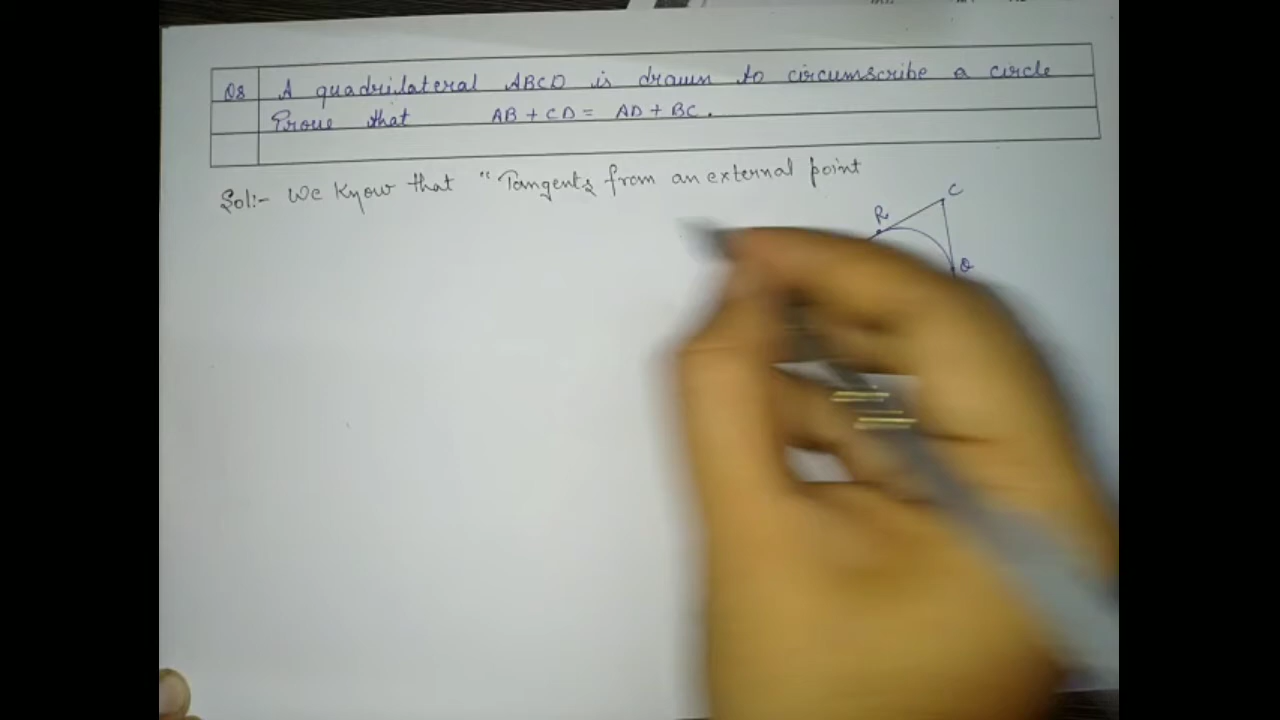 Q8 A quadrilateral ABCD is drawn to circumscribe a circle
Prove that AB + CD = AD + BC.
Sol:- We Know that "Tangents from an external point
C
R
Q